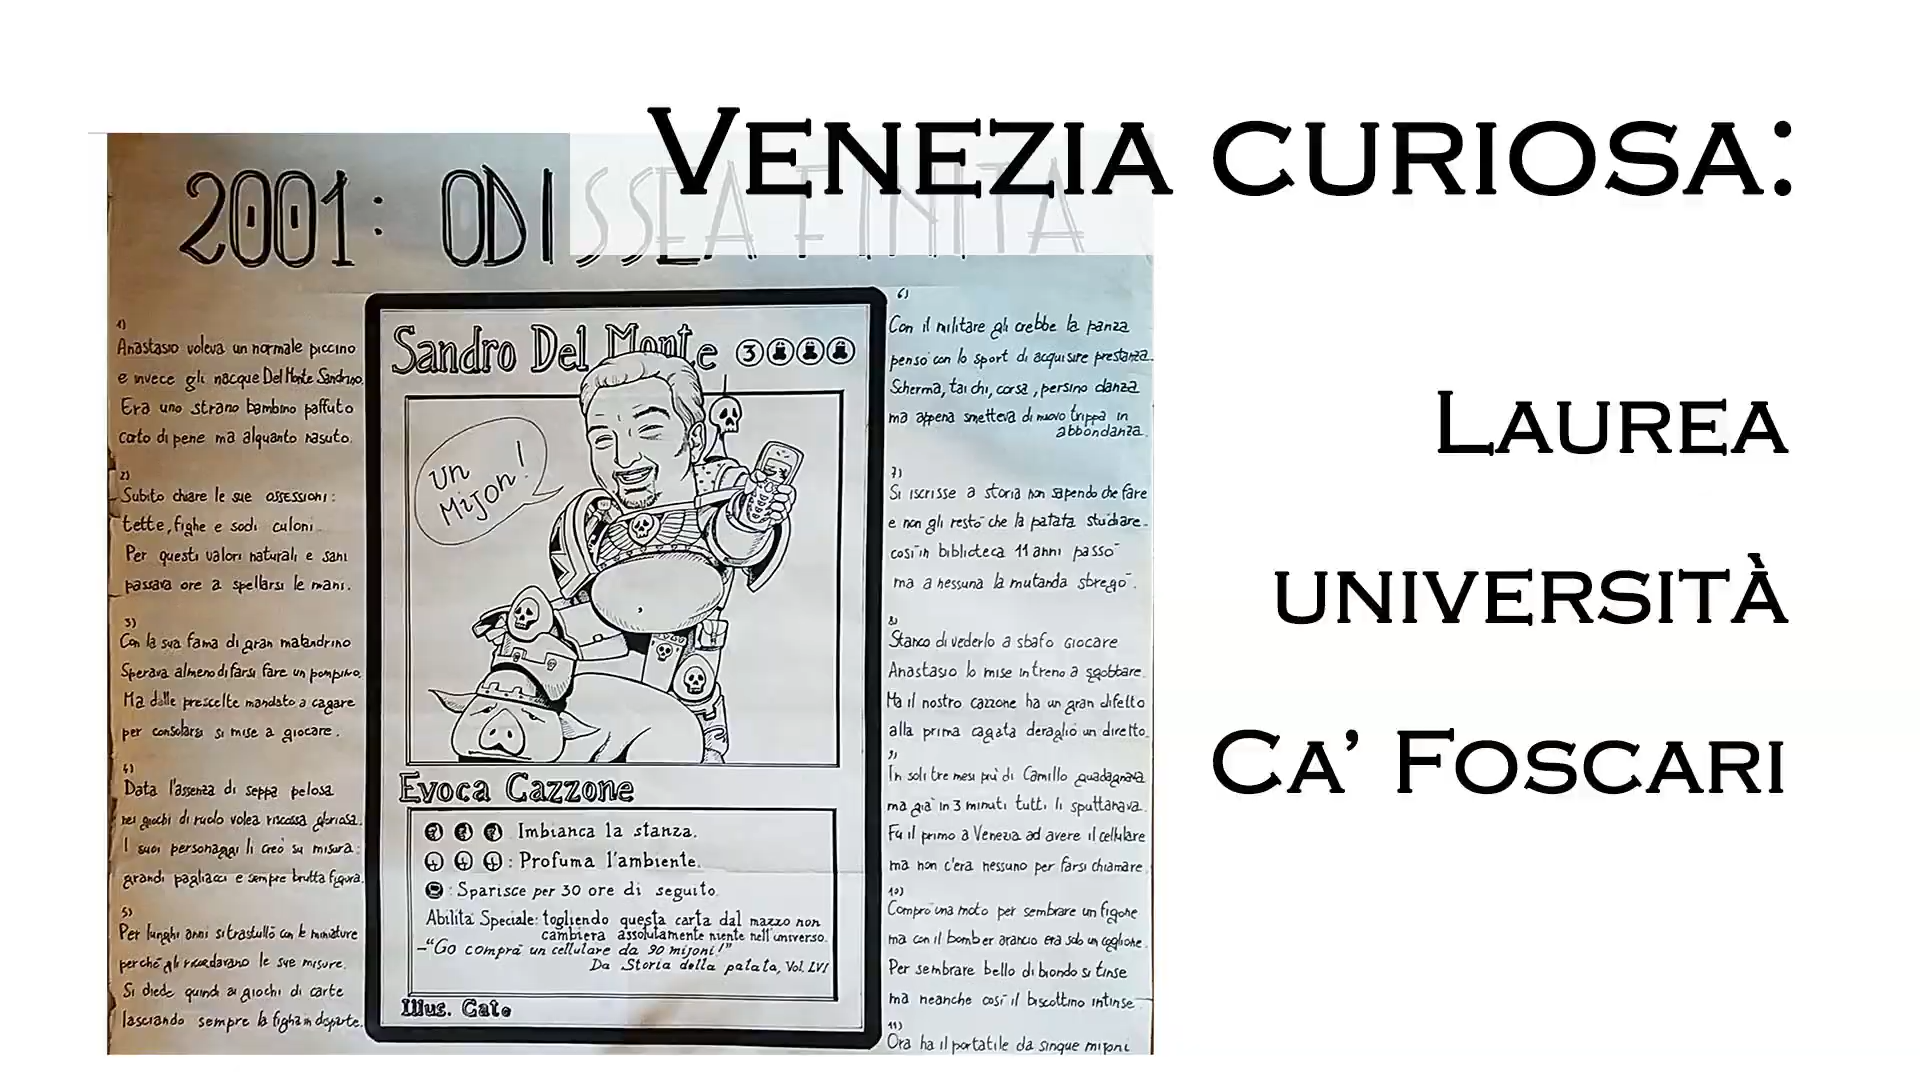 VENEZIA CURIOSA:
LAUREA
UNIVERSITÀ
CA' FOSCARI
2001: ODISSEA FINITA
1)
Anastasio voleva un normale piccino
e invece gli nacque Del Monte Sandrino.
Era uno strano bambino paffuto
corto di pene ma alquanto nasuto.
2)
Subito chiare le sue ossessioni:
tette, fighe e sodi culoni.
Per questi valori naturali e sani
passava ore a spellarsi le mani.
3)
Con la sua fama di gran malandrino
Sperava almeno di farsi fare un pompino.
Ma dalle prescelte mandato a cagare
per consolarsi si mise a giocare.
4)
Data l'assenza di seppa pelosa
nei giochi di ruolo volea riscossa gloriosa.
I suoi personaggi li creò su misura:
grandi pagliacci e sempre brutta figura.
5)
Per lunghi anni si trastullò con le miniature
perché gli ricordavano le sue misure.
Si diede quindi ai giochi di carte
lasciando sempre la figha in disparte.
Sandro Del Monte 3
un
Mijon!
Evoca Cazzone
Imbianca la stanza.
: Profuma l'ambiente.
: Sparisce per 30 ore di seguito.
Abilità Speciale: togliendo questa carta dal mazzo non
cambierà assolutamente niente nell'universo.
-"Go comprà un cellulare da 90 mijoni!"
Da Storia della patata, Vol. LVI
Illus. Gato
6)
Con il militare gli crebbe la panza
pensò con lo sport di acquisire prestanza.
Scherma, tai chi, corsa, persino danza
ma appena smetteva di nuovo trippa in
abbondanza.
7)
Si iscrisse a storia non sapendo che fare
e non gli restò che la patata studiare.
così in biblioteca 11 anni passò
ma a nessuna la mutanda sbregò.
8)
Stanco di vederlo a sbafo giocare
Anastasio lo mise in treno a sgobbare.
Ma il nostro cazzone ha un gran difetto
alla prima cagata deragliò un diretto.
9)
In soli tre mesi più di Camillo guadagnava
ma già in 3 minuti tutti li sputtanava.
Fu il primo a Venezia ad avere il cellulare
ma non c'era nessuno per farsi chiamare.
10)
Comprò una moto per sembrare un figone
ma con il bomber arancio era solo un coglione.
Per sembrare bello di biondo si tinse
ma neanche così il biscottino intinse.
11)
Ora ha il portatile da sinque mijoni